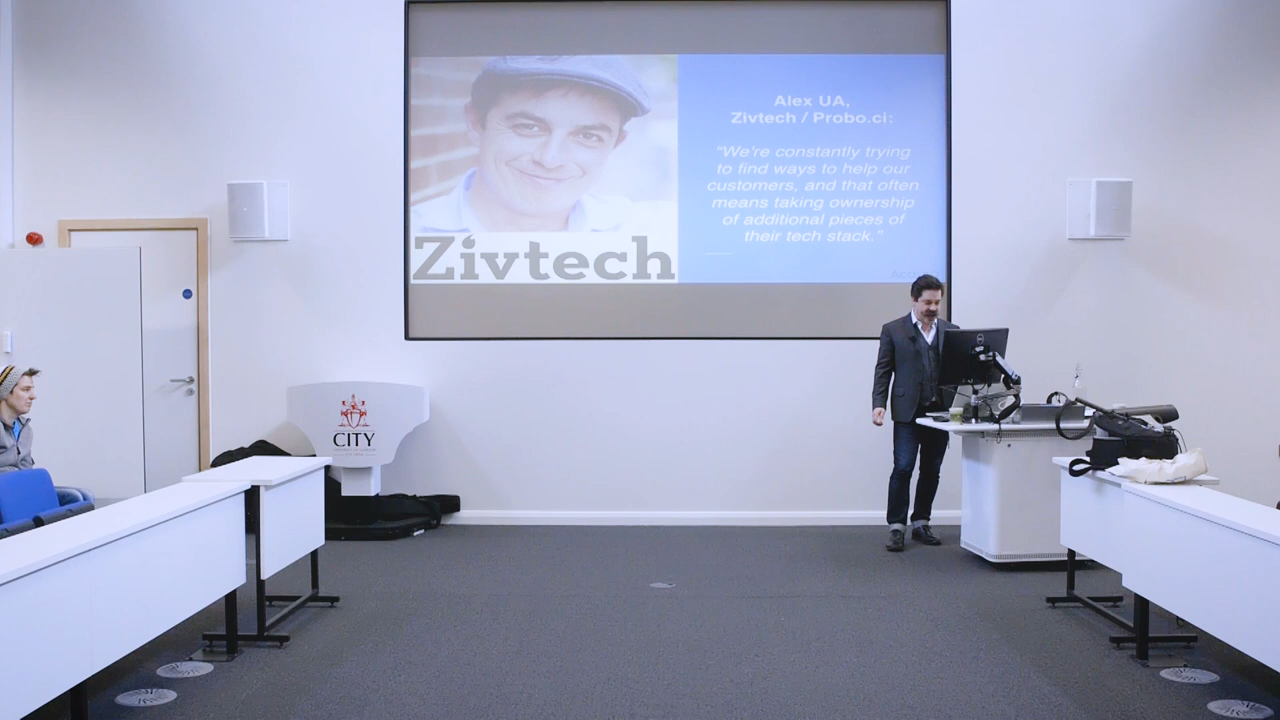 Alex UA,
Zivtech / Probo.ci:
"We're constantly trying
to find ways to help our
customers, and that often
means taking ownership
of additional pieces of
their tech stack."
Zivtech
CITY